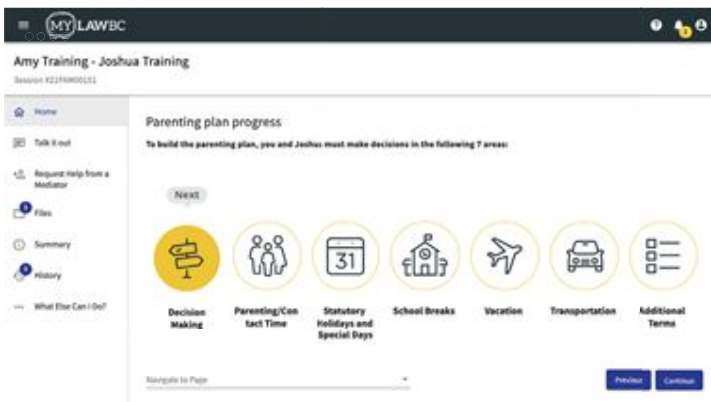 MY LAWBC
Amy Training - Joshua Training
Home
Talk it out
Request Help from a
Mediator
Files
Summary
History
What Else Can I Do?
Parenting plan progress
To build the parenting plan, you and Joshua must make decisions in the following 7 areas:
Next
31
Decision
Making
Parenting/Con
tact Time
Statutory
Holidays and
Special Days
School Breaks
Vacation
Transportation
Additional
Terms
Navigate to Page
Previous
Continue